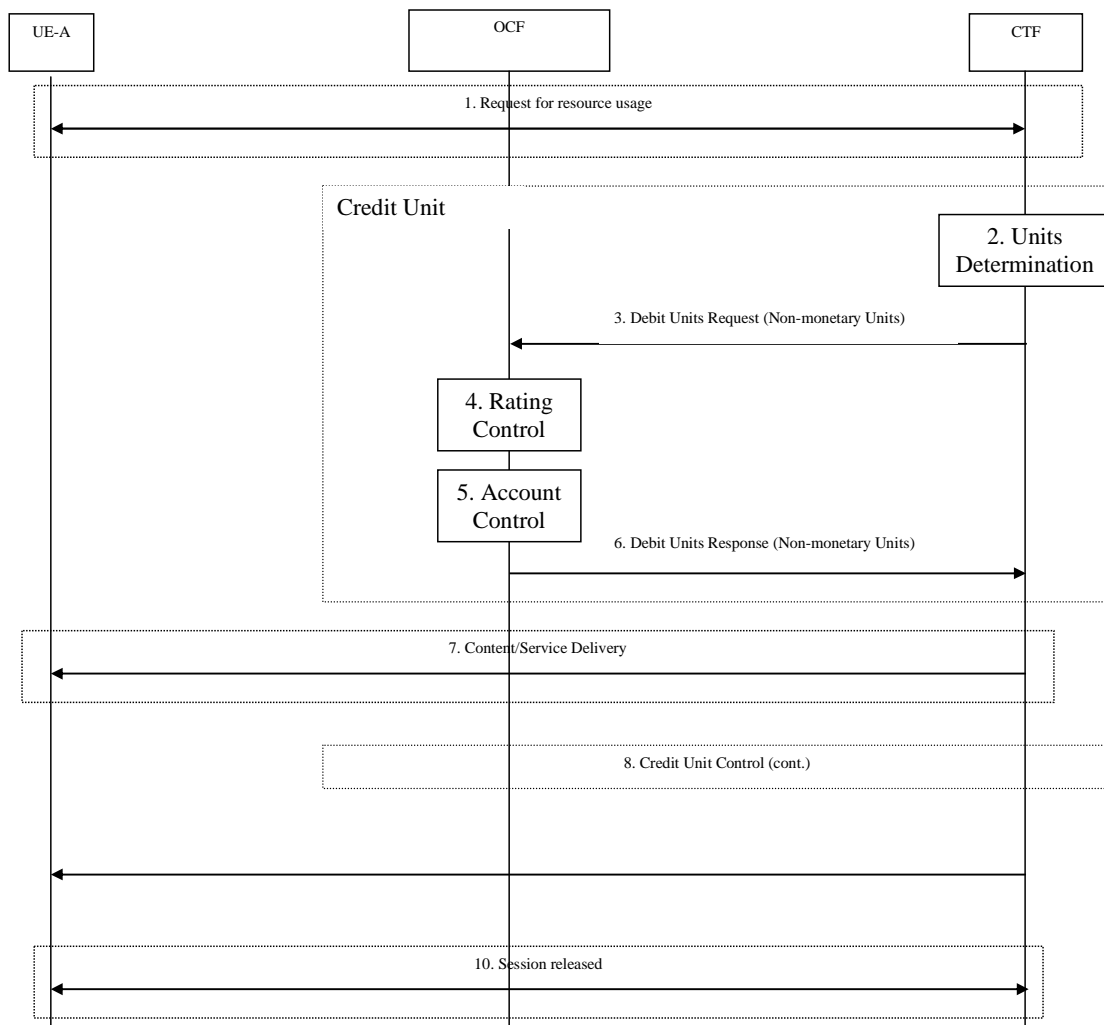 UE-A
OCF
CTF
1. Request for resource usage
Credit Unit
2. Units
Determination
3. Debit Units Request (Non-monetary Units)
4. Rating
Control
5. Account
Control
6. Debit Units Response (Non-monetary Units)
7. Content/Service Delivery
8. Credit Unit Control (cont.)
10. Session released